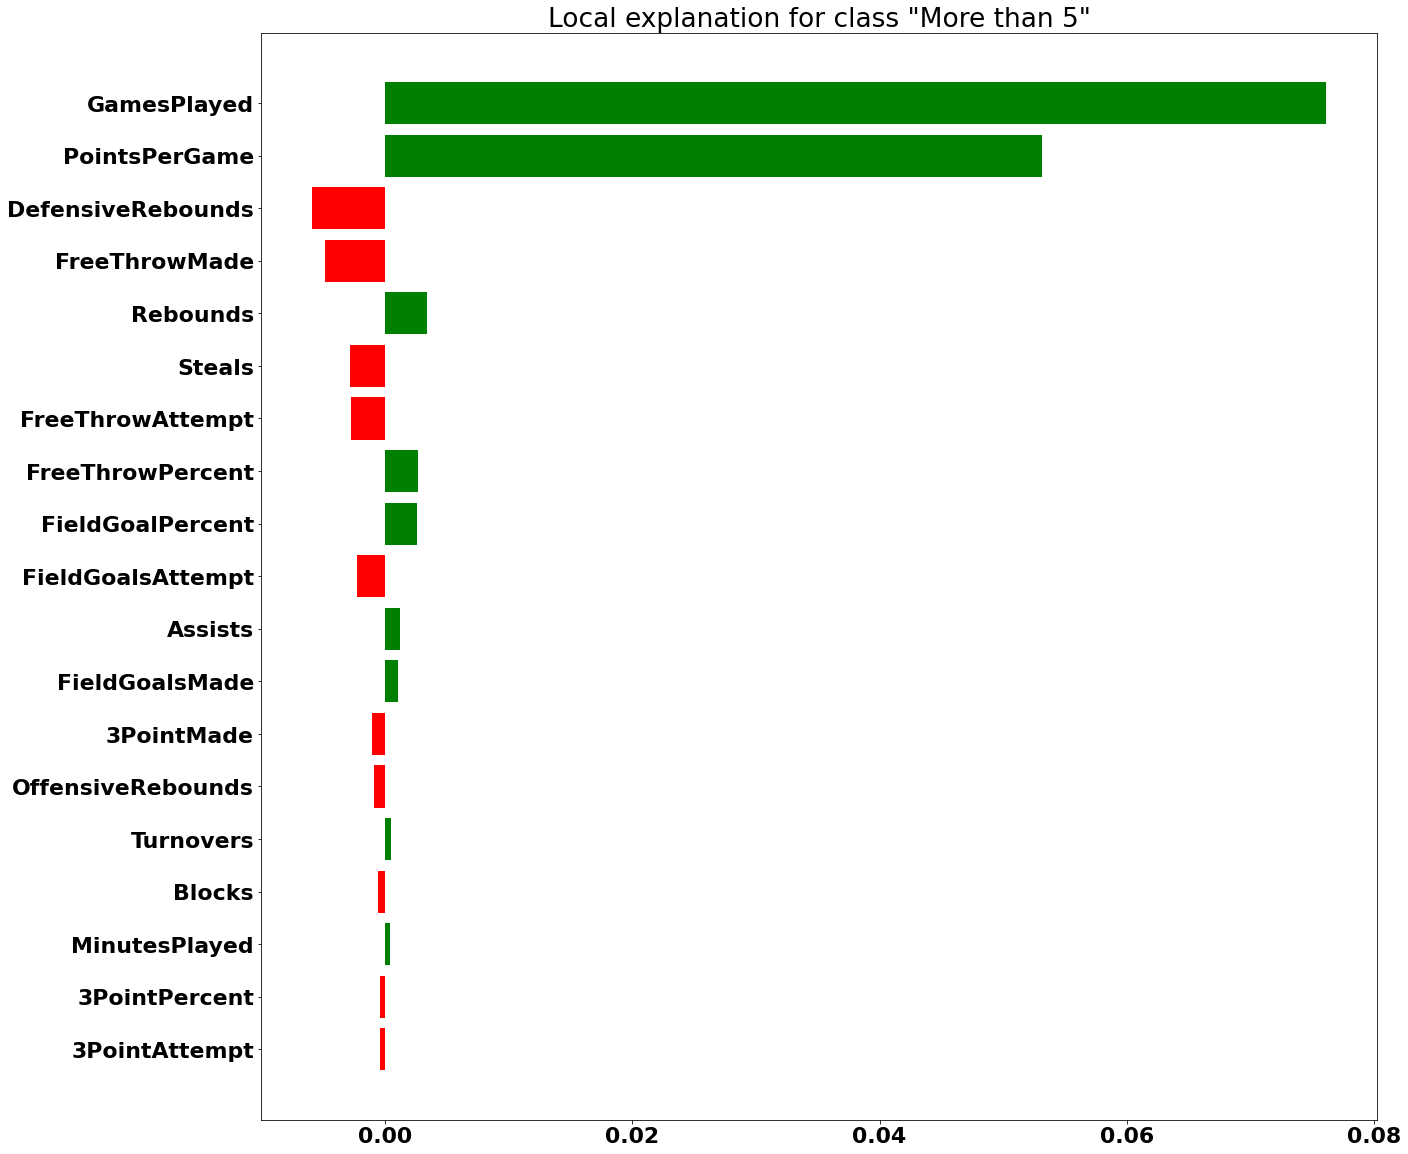 Local explanation for class "More than 5"
GamesPlayed
PointsPerGame
DefensiveRebounds
FreeThrowMade
Rebounds
Steals
FreeThrowAttempt
FreeThrowPercent
FieldGoalPercent
FieldGoalsAttempt
Assists
FieldGoalsMade
3PointMade
OffensiveRebounds
Turnovers
Blocks
MinutesPlayed
3PointPercent
3PointAttempt
0.00 0.02 0.04 0.06 0.08